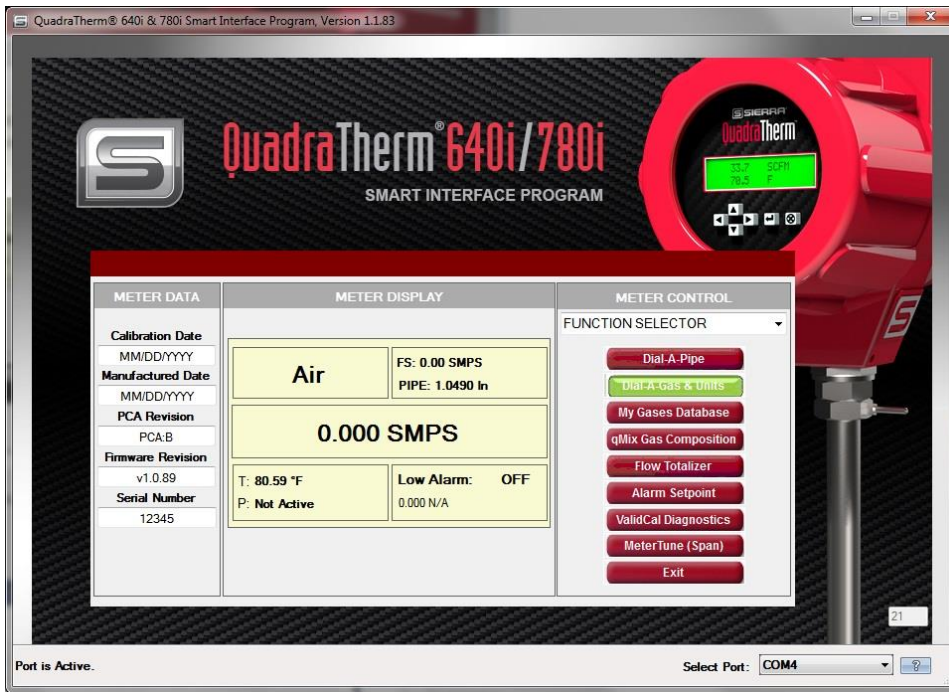 QuadraTherm® 640i & 780i Smart Interface Program, Version 1.1.83
SIERRA
QuadraTherm
33.7 SCFM
78.5 F
QuadraTherm® 640i / 780i
SMART INTERFACE PROGRAM
METER DATA
Calibration Date
MM/DD/YYYY
Manufactured Date
MM/DD/YYYY
PCA Revision
PCA:B
Firmware Revision
v1.0.89
Serial Number
12345
METER DISPLAY
Air
FS: 0.00 SMPS
PIPE: 1.0490 In
0.000 SMPS
T: 80.59 °F
P: Not Active
Low Alarm: OFF
0.000 N/A
METER CONTROL
FUNCTION SELECTOR
Dial-A-Pipe
Dial-A-Gas & Units
My Gases Database
qMix Gas Composition
Flow Totalizer
Alarm Setpoint
ValidCal Diagnostics
MeterTune (Span)
Exit
21
Port is Active.
Select Port: COM4
?